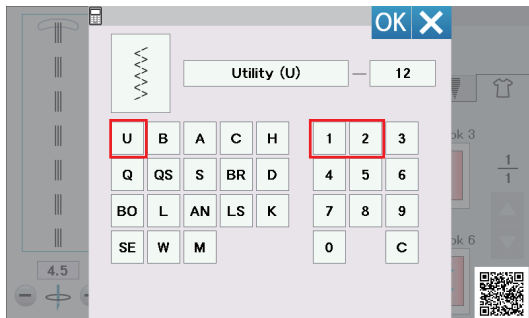 OK X
Utility (U) — 12
U B A C H 1 2 3
Q QS S BR D 4 5 6
BO L AN LS K 7 8 9
SE W M 0 C
ok 3
1
1
ok 6
4.5